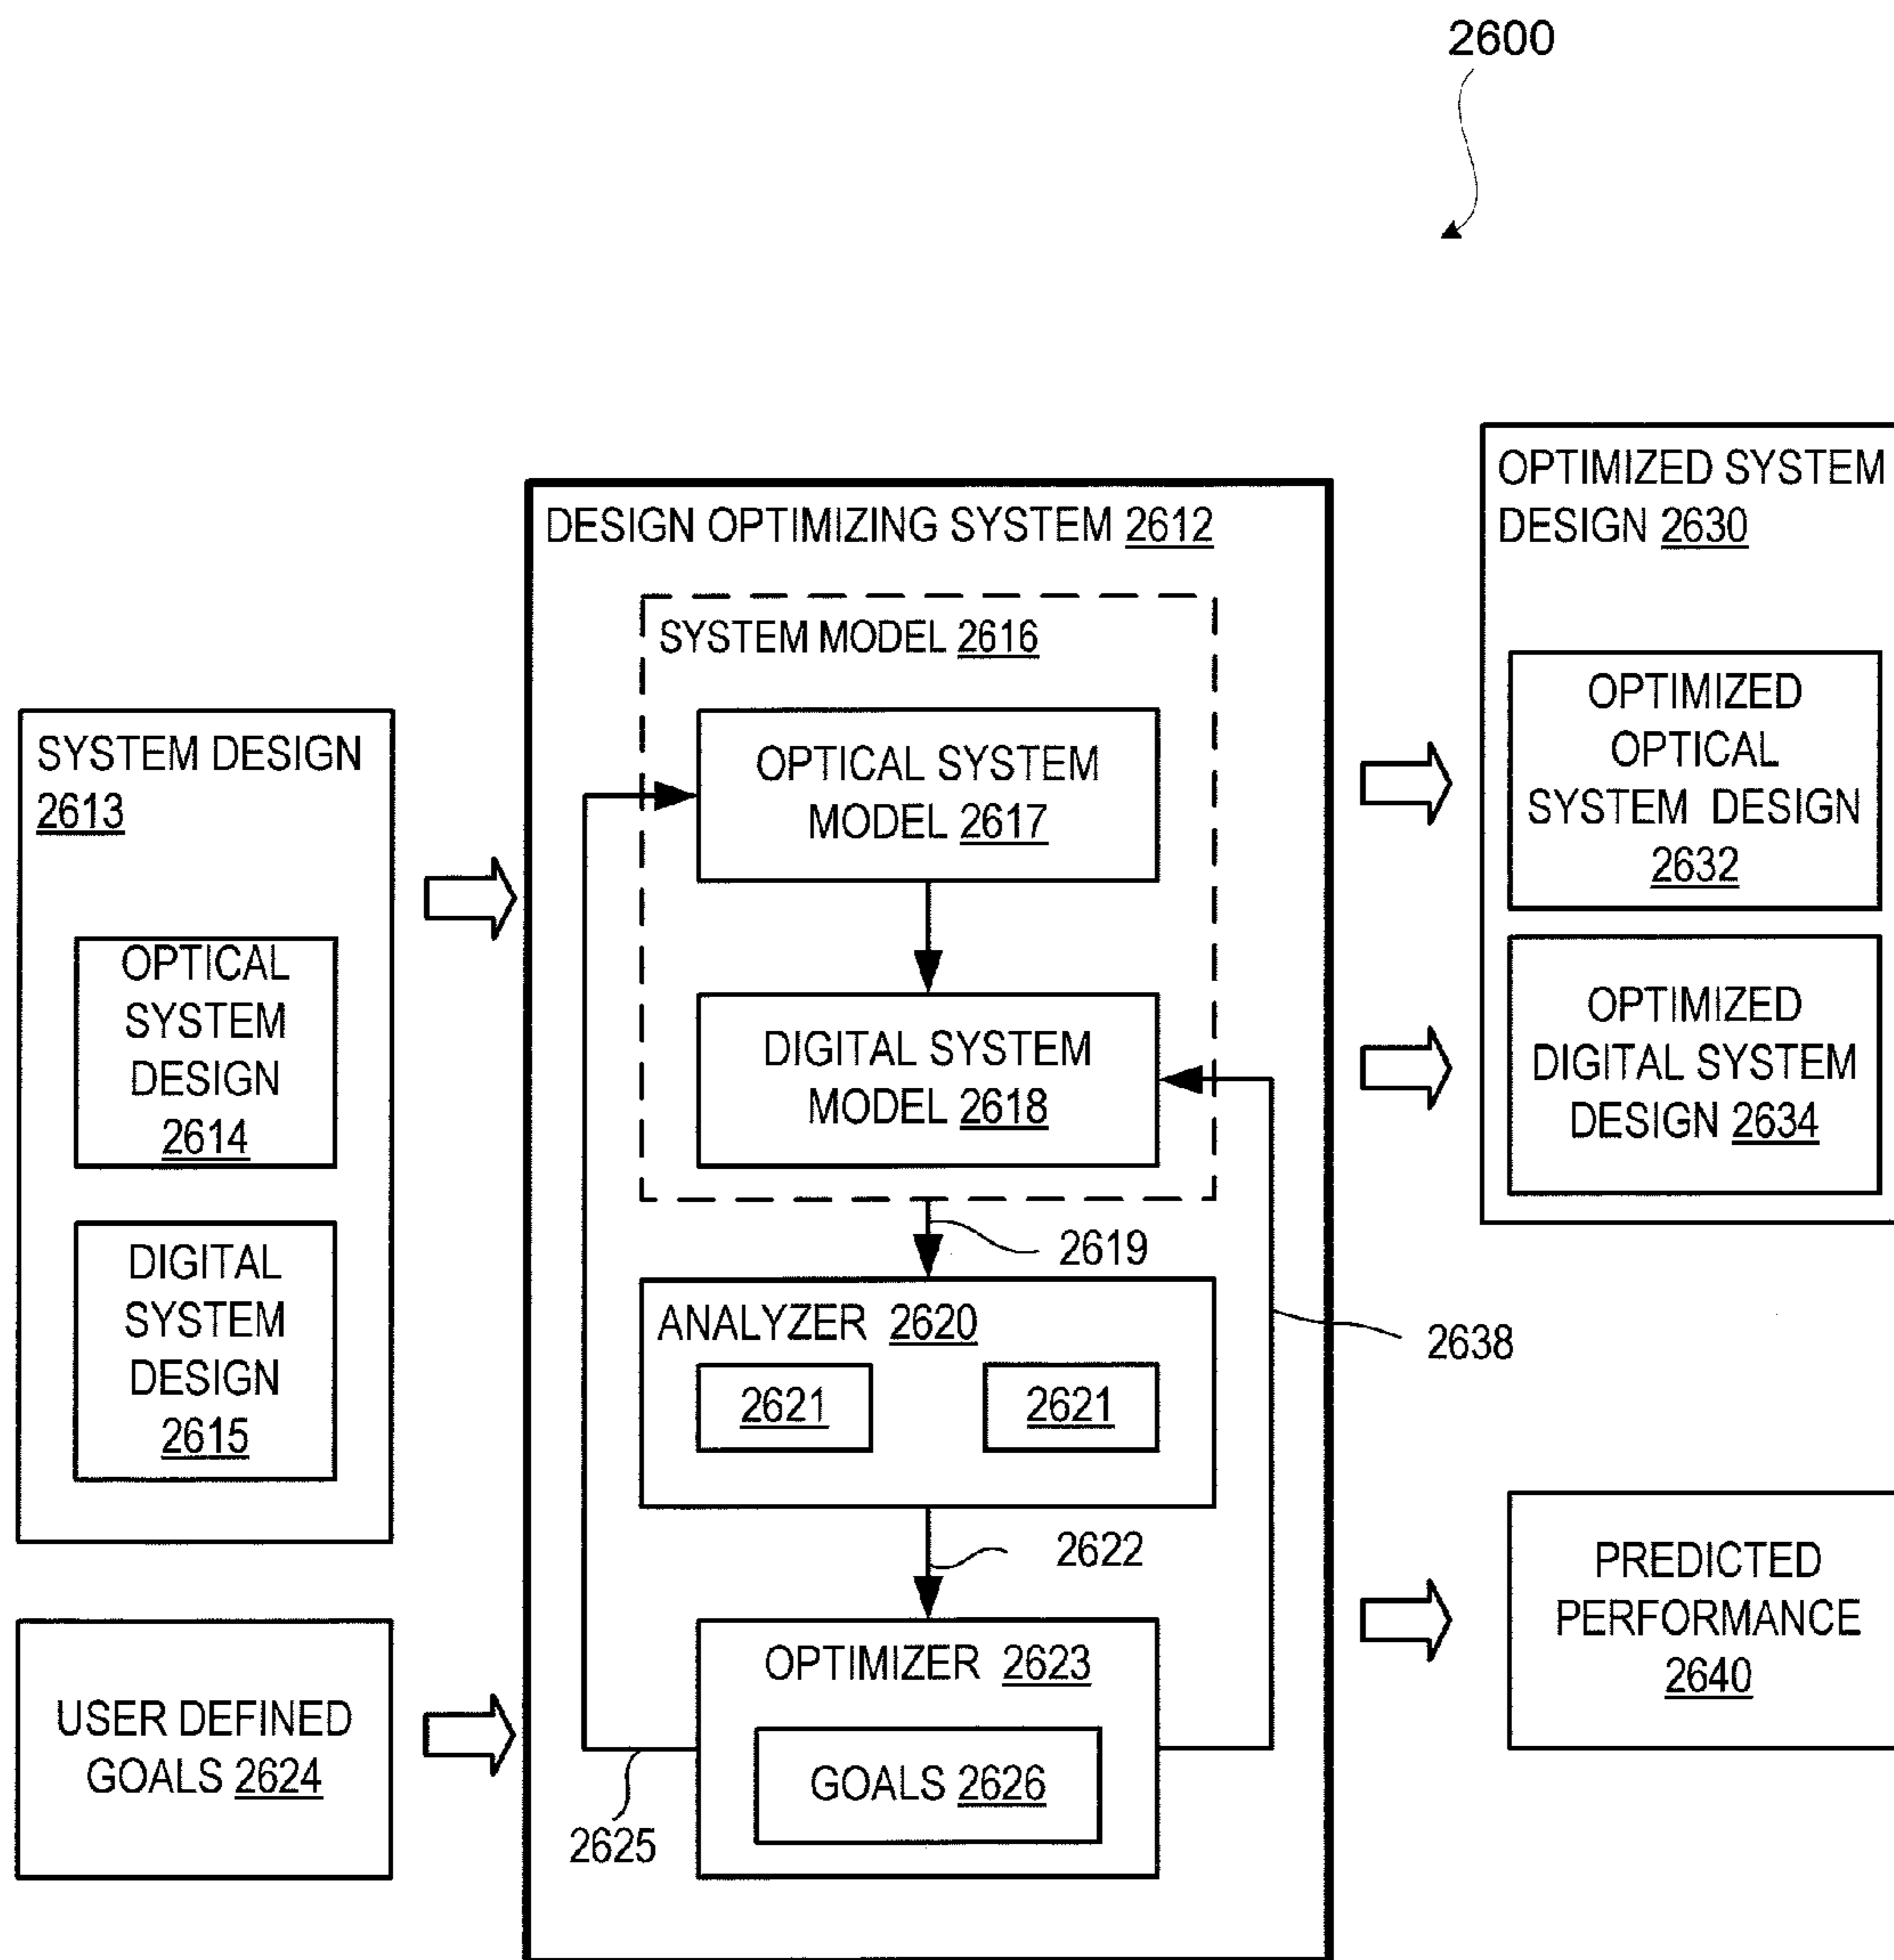 2600
SYSTEM DESIGN
2613
OPTICAL
SYSTEM
DESIGN
2614
DIGITAL
SYSTEM
DESIGN
2615
USER DEFINED
GOALS 2624
DESIGN OPTIMIZING SYSTEM 2612
SYSTEM MODEL 2616
OPTICAL SYSTEM
MODEL 2617
DIGITAL SYSTEM
MODEL 2618
2619
ANALYZER 2620
2621
2621
2638
2622
OPTIMIZER 2623
GOALS 2626
2625
OPTIMIZED SYSTEM
DESIGN 2630
OPTIMIZED
OPTICAL
SYSTEM DESIGN
2632
OPTIMIZED
DIGITAL SYSTEM
DESIGN 2634
PREDICTED
PERFORMANCE
2640